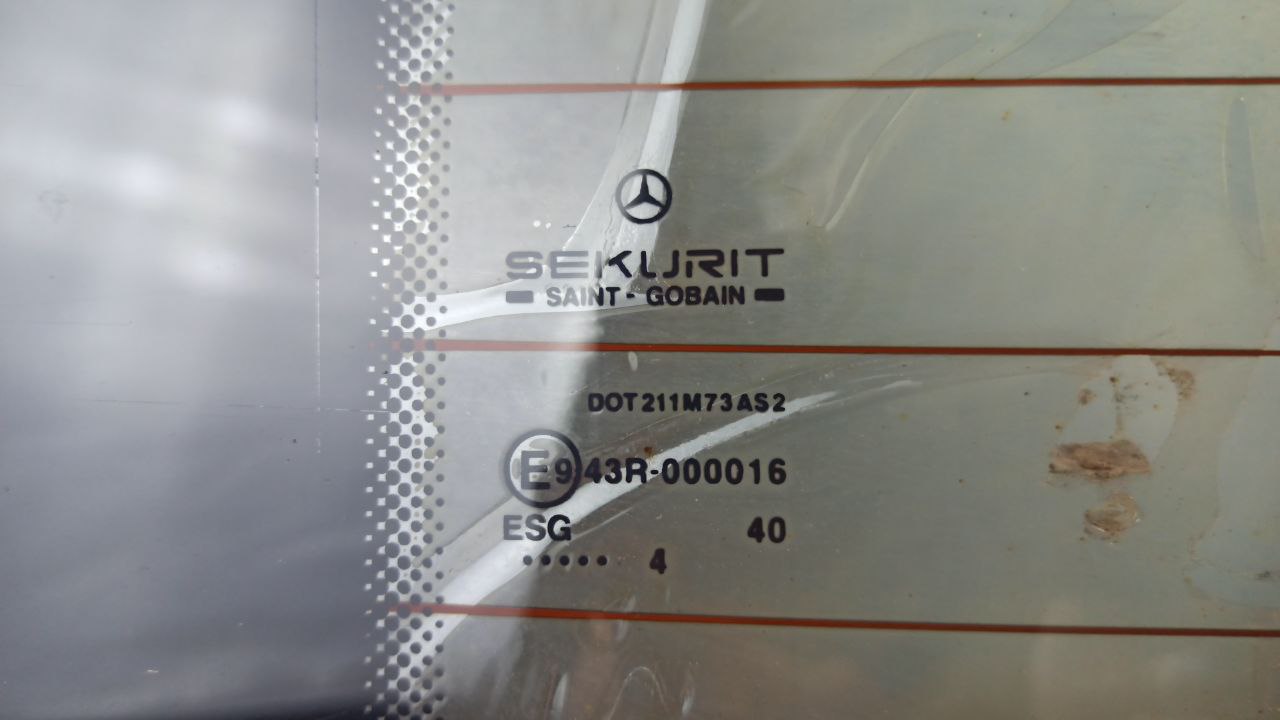 SEKURIT
SAINT - GOBAIN
DOT211M73AS2
E9 43R-000016
ESG 40
••••• 4